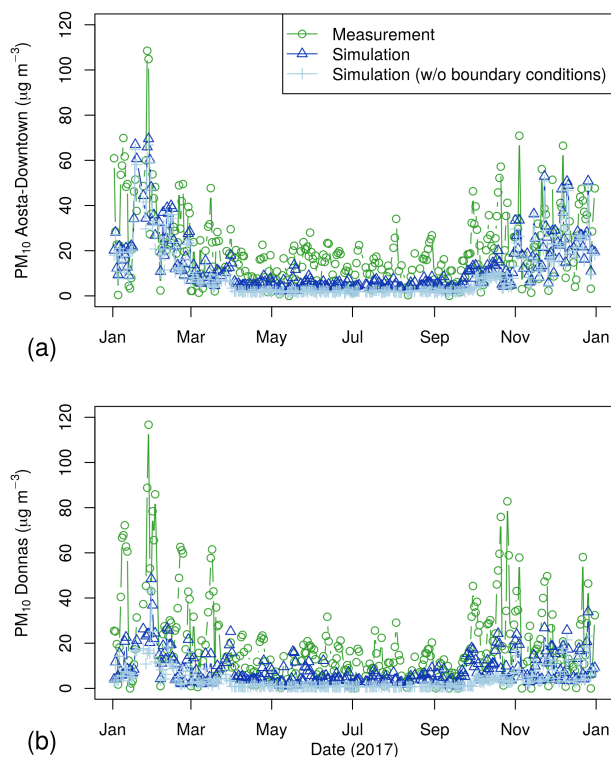 Measurement
Simulation
Simulation (w/o boundary conditions)
PM₁₀ Aosta-Downtown (μg m⁻³)
120
100
80
60
40
20
0
Jan Mar May Jul Sep Nov Jan
(a)
PM₁₀ Donnas (μg m⁻³)
120
100
80
60
40
20
0
Jan Mar May Jul Sep Nov Jan
Date (2017)
(b)